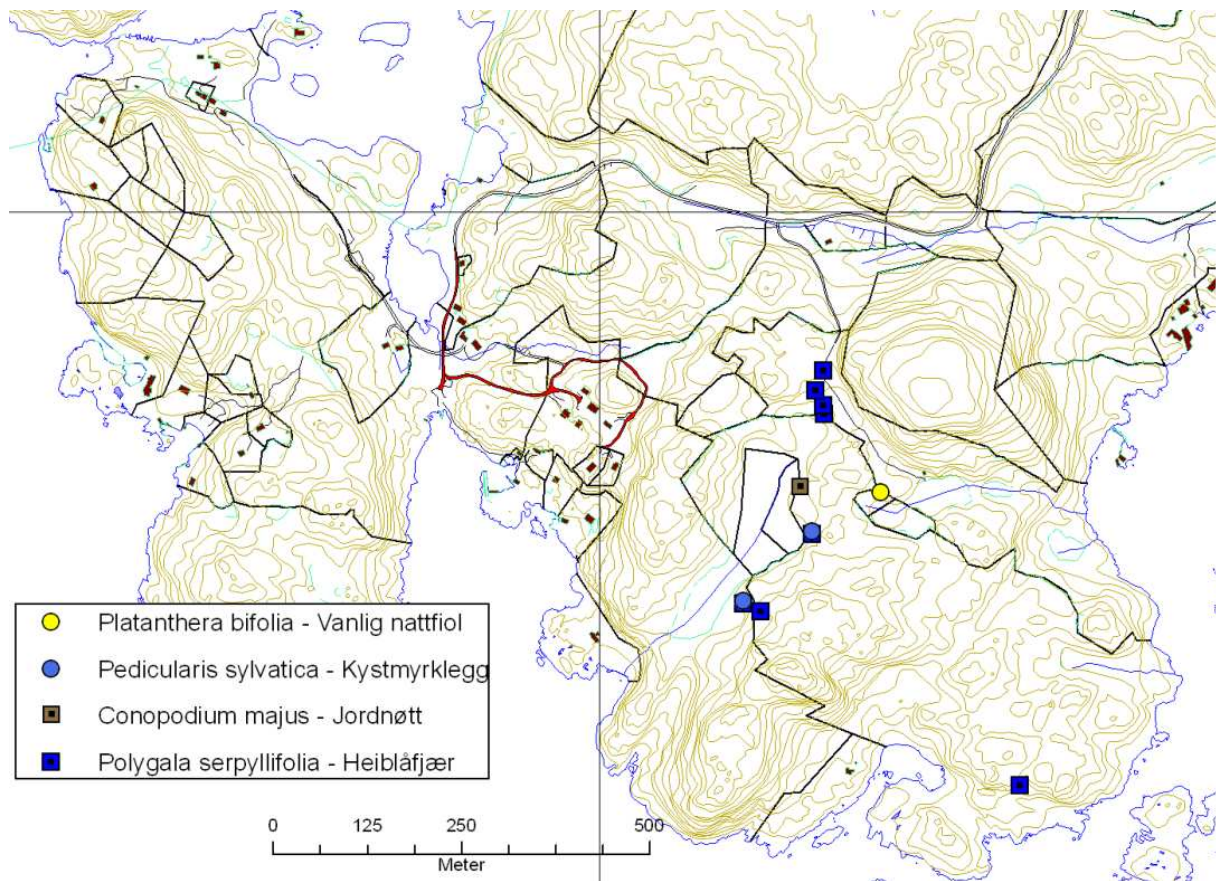 Platanthera bifolia - Vanlig nattfiol
Pedicularis sylvatica - Kystmyrklegg
Conopodium majus - Jordnøtt
Polygala serpyllifolia - Heiblåfjær
0 125 250 500
Meter